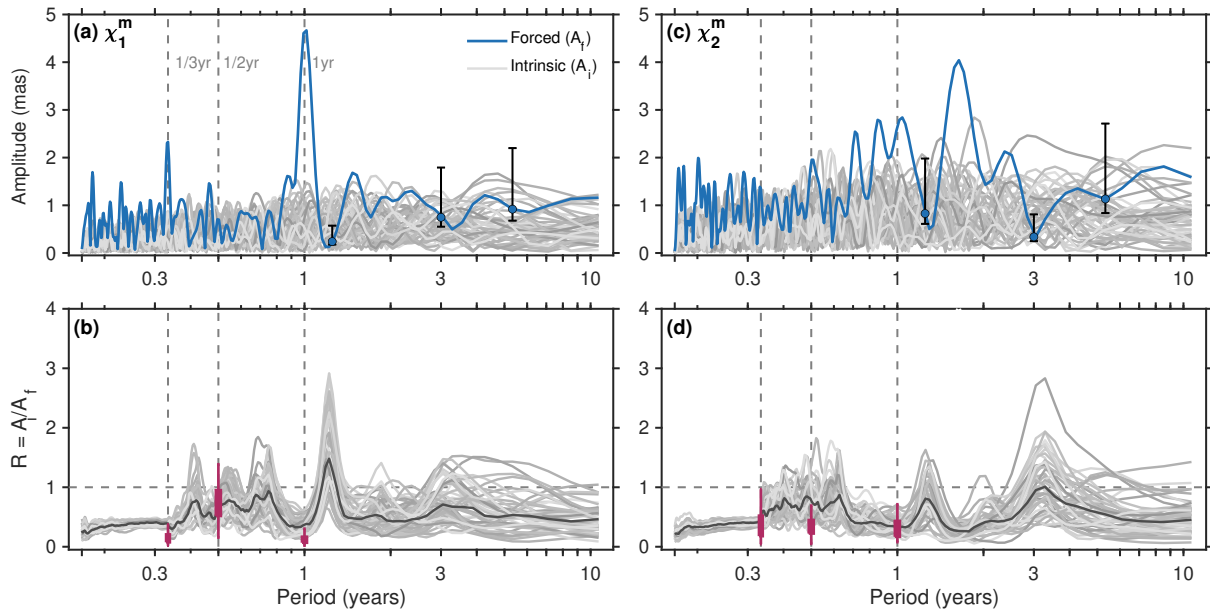 (a) χ₁ᵐ
Forced (A_f)
Intrinsic (A_i)
1/3yr
1/2yr
1yr
Amplitude (mas)
5
4
3
2
1
0
0.3 1 3 10
(c) χ₂ᵐ
5
4
3
2
1
0
0.3 1 3 10
(b)
R = A_i/A_f
4
3
2
1
0
0.3 1 3 10
Period (years)
(d)
4
3
2
1
0
0.3 1 3 10
Period (years)